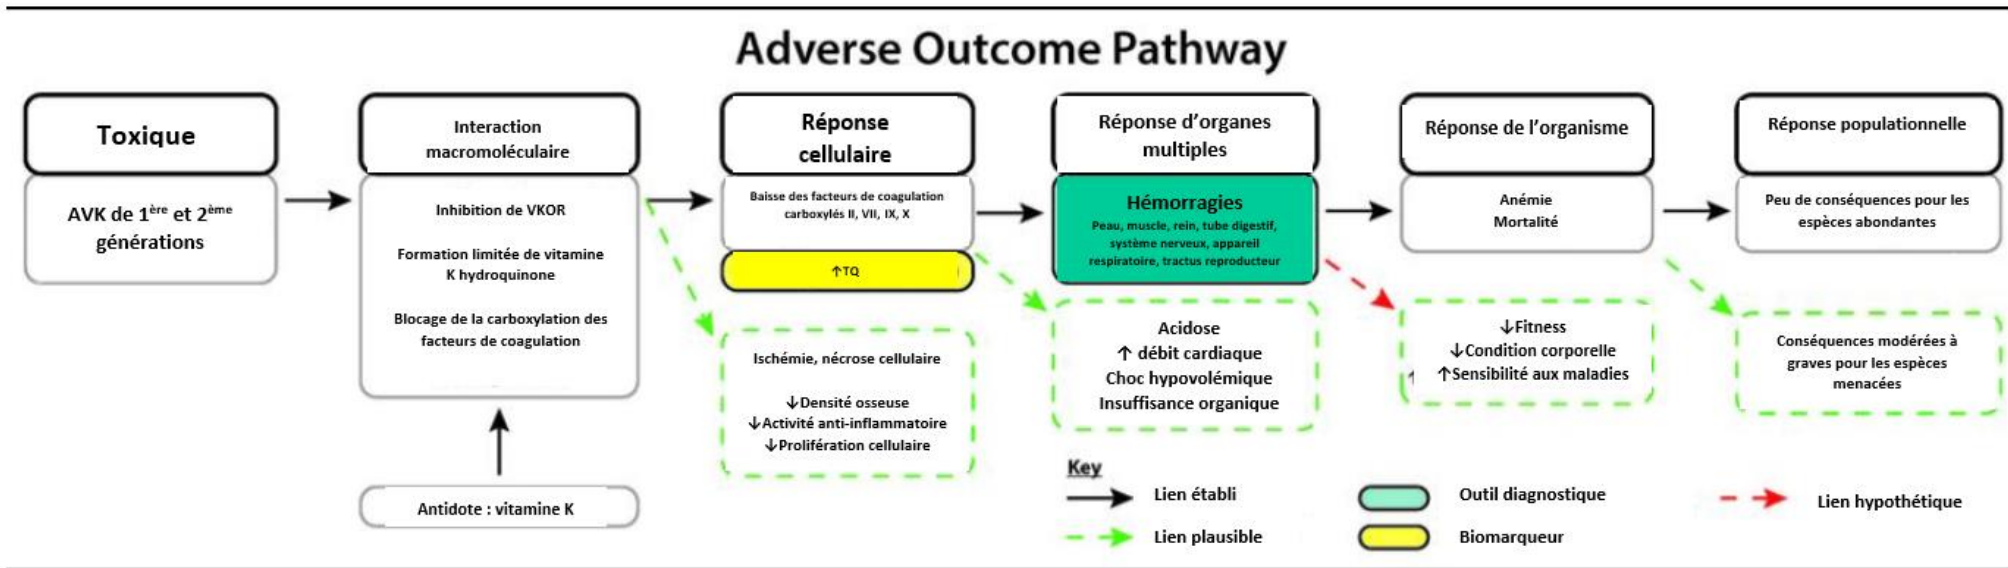 Adverse Outcome Pathway
Toxique
AVK de 1ère et 2ème
générations
Interaction
macromoléculaire
Inhibition de VKOR
Formation limitée de vitamine
K hydroquinone
Blocage de la carboxylation des
facteurs de coagulation
Antidote : vitamine K
Réponse
cellulaire
Baisse des facteurs de coagulation
carboxylés II, VII, IX, X
↑TQ
Ischémie, nécrose cellulaire
↓Densité osseuse
↓Activité anti-inflammatoire
↓Prolifération cellulaire
Réponse d’organes
multiples
Hémorragies
Peau, muscle, rein, tube digestif,
système nerveux, appareil
respiratoire, tractus reproducteur
Acidose
↑ débit cardiaque
Choc hypovolémique
Insuffisance organique
Réponse de l’organisme
Anémie
Mortalité
↓Fitness
↓Condition corporelle
↑Sensibilité aux maladies
Réponse populationnelle
Peu de conséquences pour les
espèces abondantes
Conséquences modérées à
graves pour les espèces
menacées
Key
Lien établi
Lien plausible
Outil diagnostique
Biomarqueur
Lien hypothétique